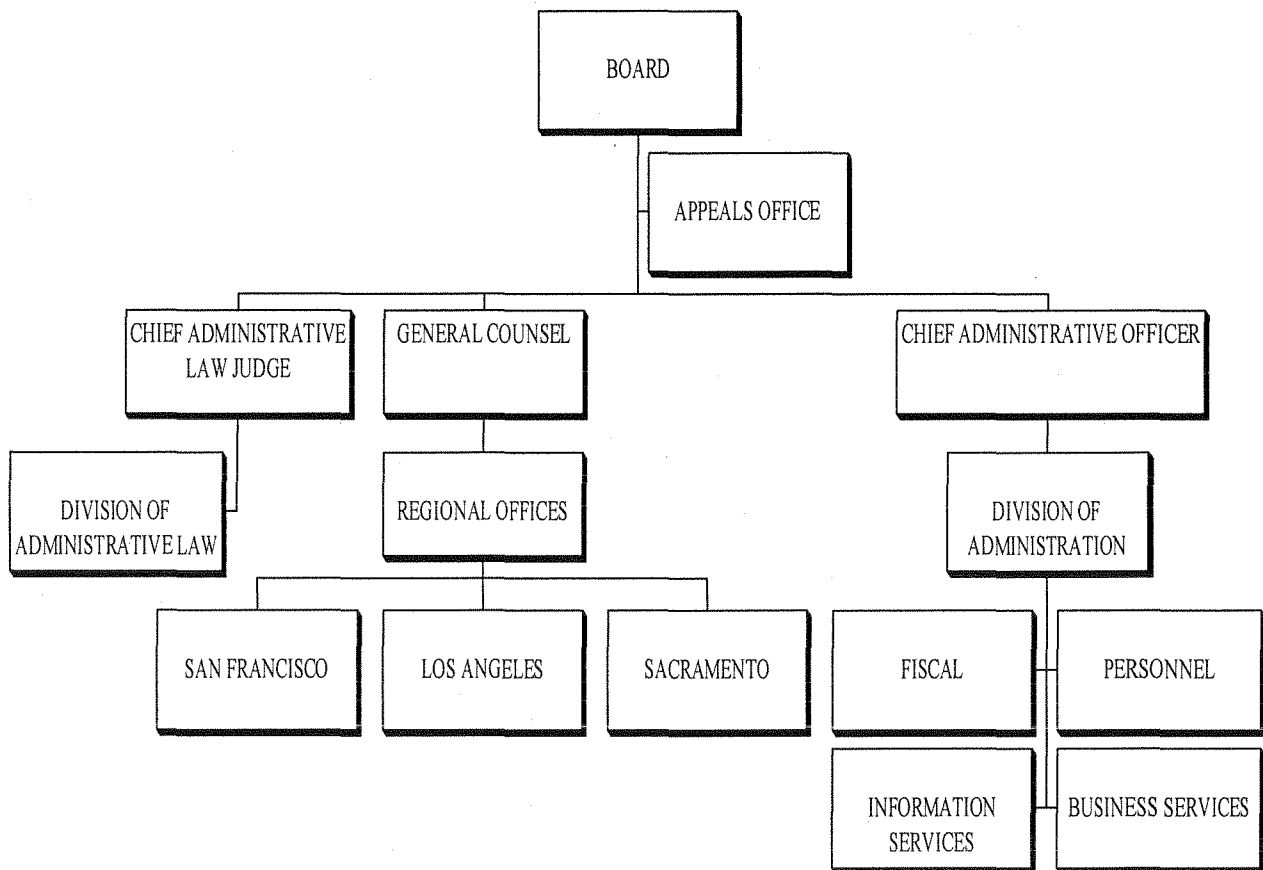 BOARD
APPEALS OFFICE
CHIEF ADMINISTRATIVE
LAW JUDGE
GENERAL COUNSEL
CHIEF ADMINISTRATIVE OFFICER
DIVISION OF
ADMINISTRATIVE LAW
REGIONAL OFFICES
DIVISION OF
ADMINISTRATION
SAN FRANCISCO
LOS ANGELES
SACRAMENTO
FISCAL
PERSONNEL
INFORMATION
SERVICES
BUSINESS SERVICES